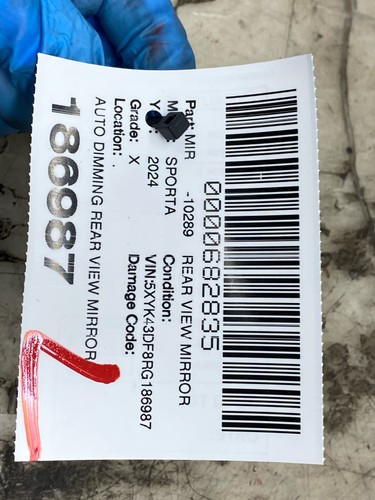 0000682835
Part: MIR -10289 REAR VIEW MIRROR
SPORTA Condition:
2024 VIN:5XYK43DF8RG186987
Grade: X Damage Code:
Location: .
AUTO DIMMING REAR VIEW MIRROR
186987